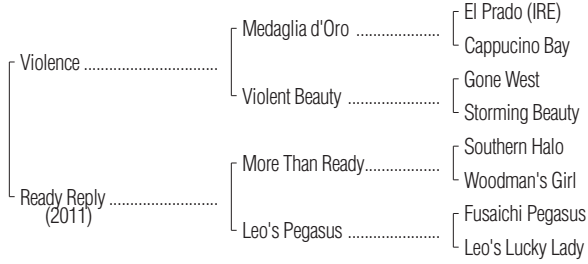 El Prado (IRE)
Medaglia d'Oro ....................
Cappucino Bay
Violence ................................
Gone West
Violent Beauty ......................
Storming Beauty
Southern Halo
More Than Ready..................
Woodman's Girl
Ready Reply ..........................
(2011)
Fusaichi Pegasus
Leo's Pegasus ......................
Leo's Lucky Lady